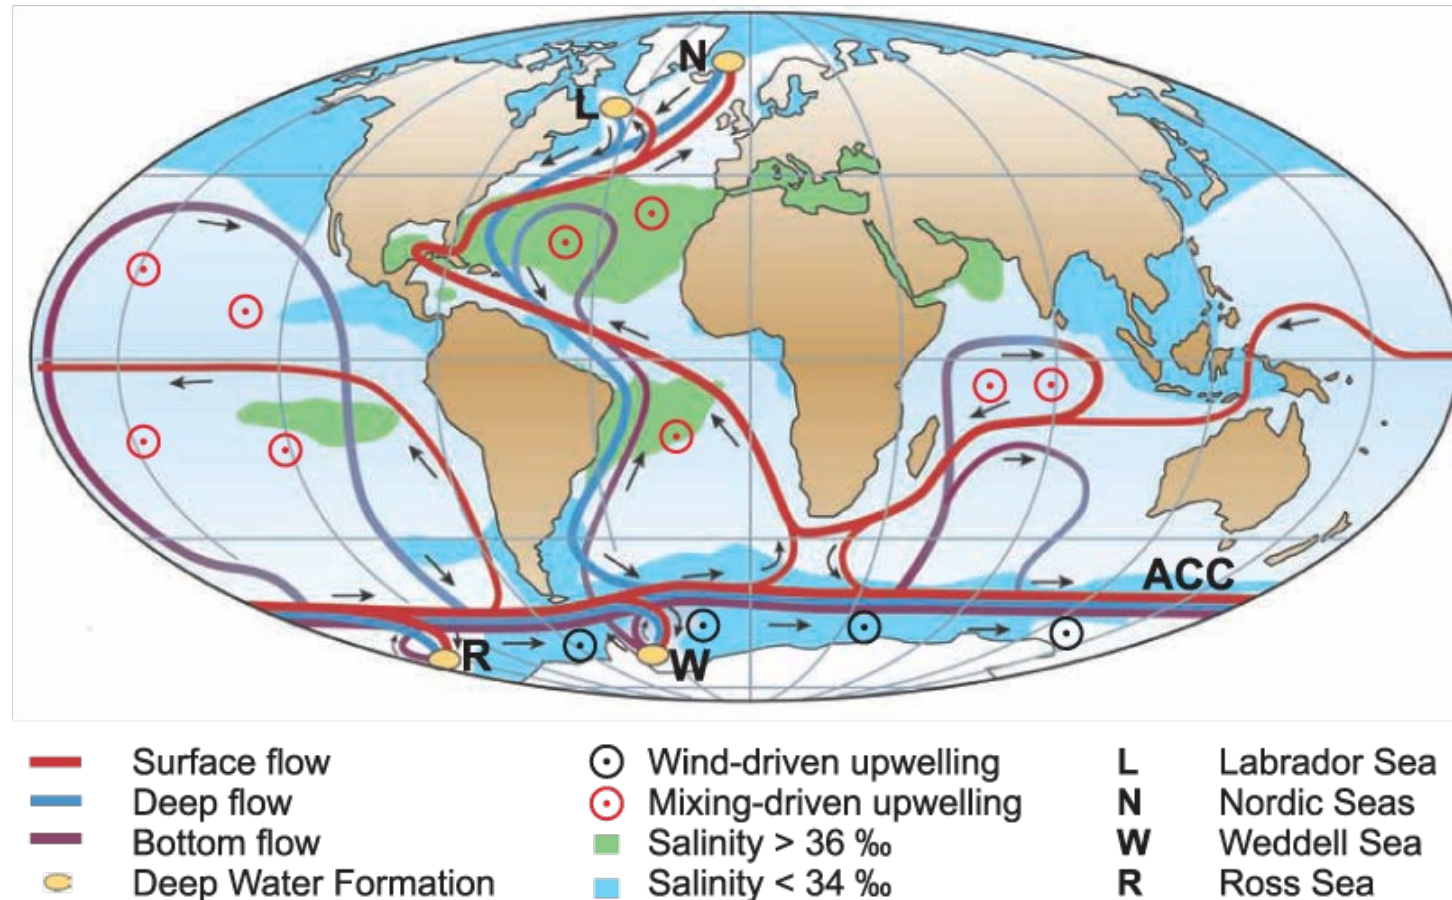 N
L
ACC
R
W
Surface flow
Deep flow
Bottom flow
Deep Water Formation
Wind-driven upwelling
Mixing-driven upwelling
Salinity > 36 ‰
Salinity < 34 ‰
L Labrador Sea
N Nordic Seas
W Weddell Sea
R Ross Sea